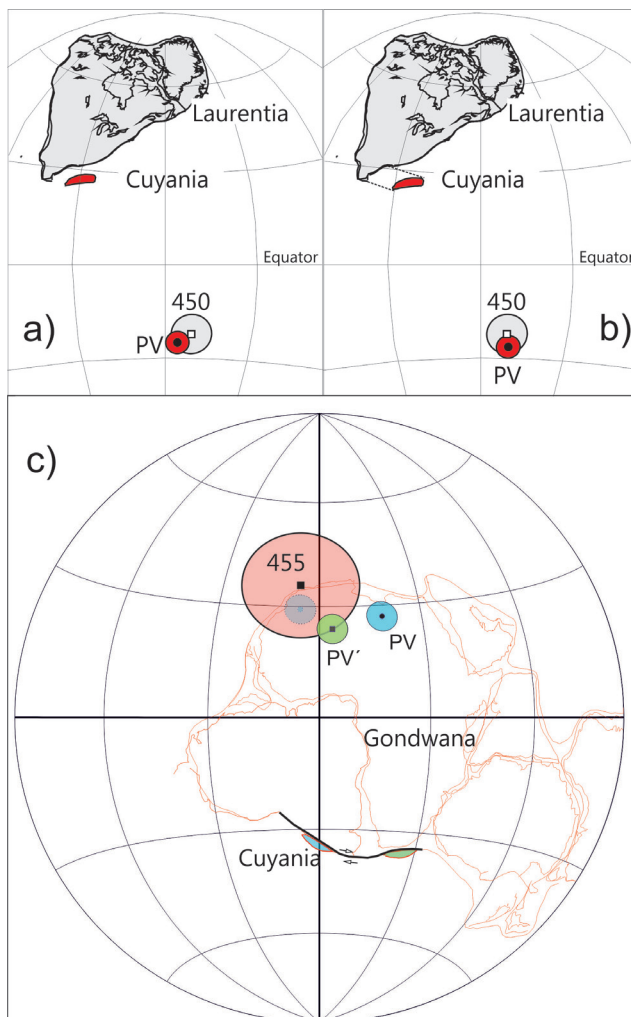 Laurentia
Cuyania
Equator
450
PV
a)
Laurentia
Cuyania
Equator
450
PV
b)
c)
455
PV´
PV
Gondwana
Cuyania